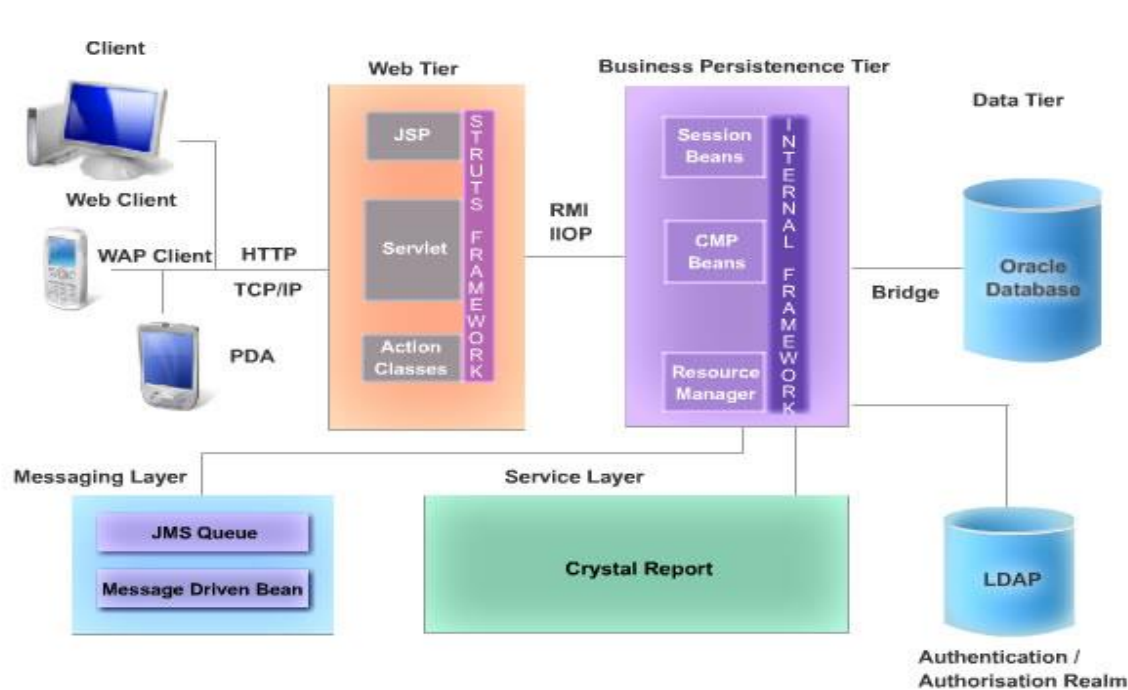 Client
Web Tier
Business Persistenence Tier
Data Tier
JSP
STRUTS FRAMEWORK
Session
Beans
INTERNAL FRAMEWORK
Web Client
Servlet
RMI
IIOP
CMP
Beans
WAP Client
HTTP
TCP/IP
Bridge
Oracle
Database
PDA
Action
Classes
Resource
Manager
Messaging Layer
Service Layer
JMS Queue
Message Driven Bean
Crystal Report
LDAP
Authentication /
Authorisation Realm